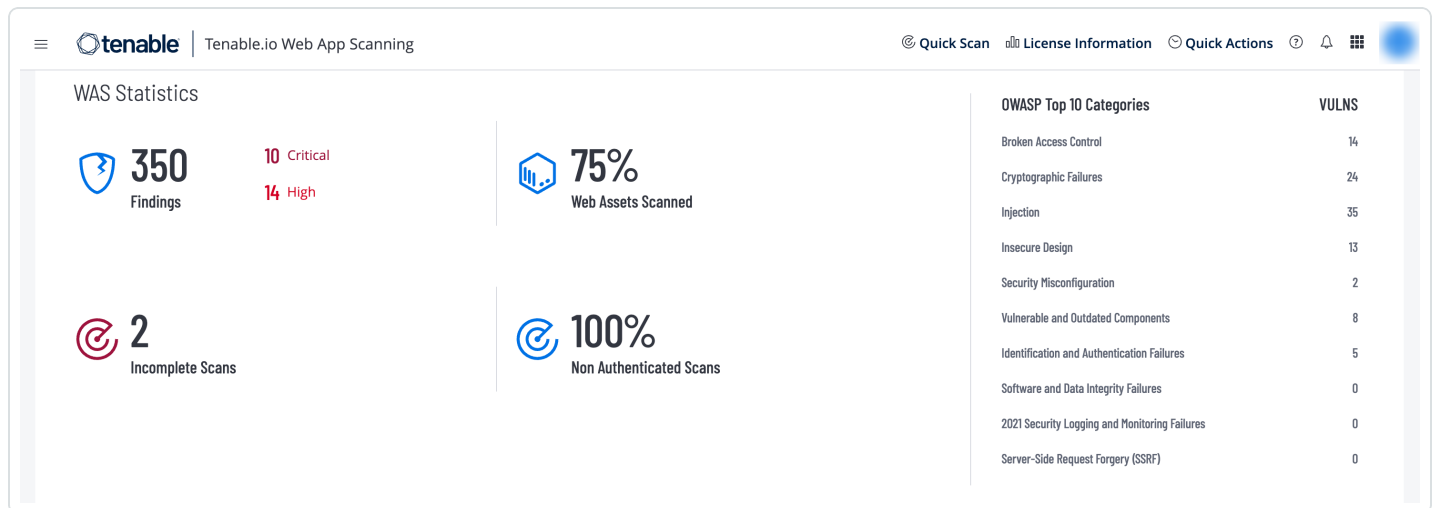 tenable Tenable.io Web App Scanning Quick Scan License Information Quick Actions
WAS Statistics
350
Findings
10 Critical
14 High
75%
Web Assets Scanned
2
Incomplete Scans
100%
Non Authenticated Scans
OWASP Top 10 Categories VULNS
Broken Access Control 14
Cryptographic Failures 24
Injection 35
Insecure Design 13
Security Misconfiguration 2
Vulnerable and Outdated Components 8
Identification and Authentication Failures 5
Software and Data Integrity Failures 0
2021 Security Logging and Monitoring Failures 0
Server-Side Request Forgery (SSRF) 0